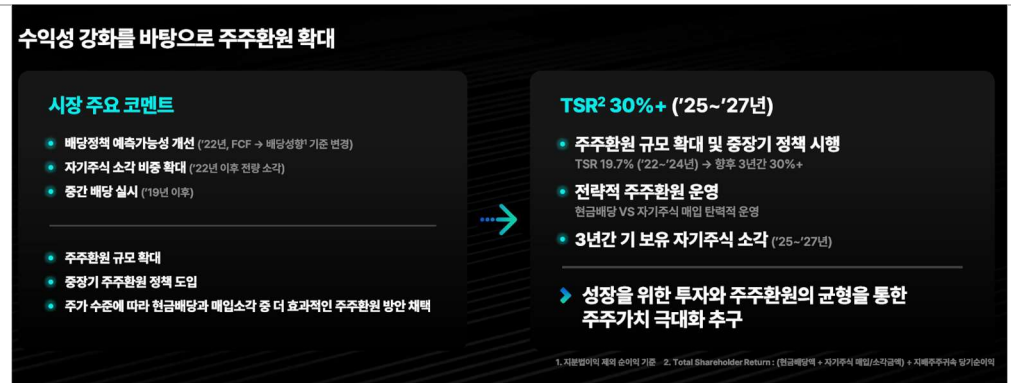 수익성 강화를 바탕으로 주주환원 확대
시장 주요 코멘트
배당정책 예측가능성 개선 ('22년, FCF → 배당성향¹ 기준 변경)
자기주식 소각 비중 확대 ('22년 이후 전량 소각)
중간 배당 실시 ('19년 이후)
주주환원 규모 확대
중장기 주주환원 정책 도입
주가 수준에 따라 현금배당과 매입소각 중 더 효과적인 주주환원 방안 채택
TSR² 30%+ ('25~'27년)
주주환원 규모 확대 및 중장기 정책 시행
TSR 19.7% ('22~'24년) → 향후 3년간 30%+
전략적 주주환원 운영
현금배당 VS 자기주식 매입 탄력적 운영
3년간 기 보유 자기주식 소각 ('25~'27년)
성장을 위한 투자와 주주환원의 균형을 통한
주주가치 극대화 추구
1. 지분법이익 제외 순이익 기준 2. Total Shareholder Return : (현금배당액 + 자기주식 매입/소각금액) ÷ 지배주주귀속 당기순이익